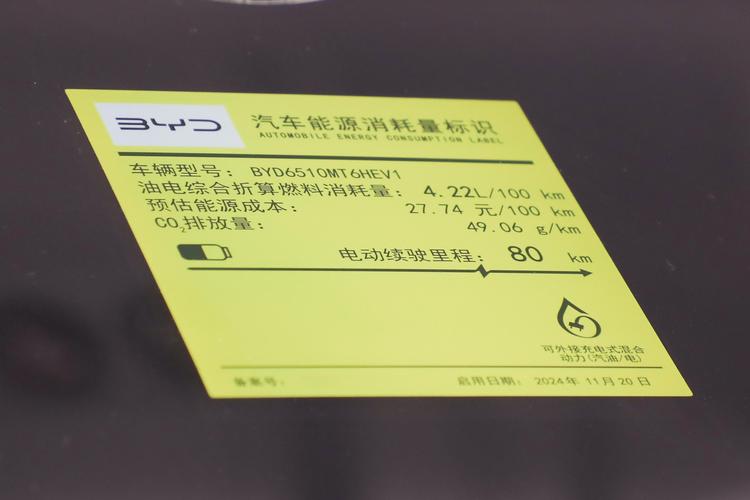 BYD
汽车能源消耗量标识
AUTOMOBILE ENERGY CONSUMPTION LABEL
车辆型号: BYD6510MT6HEV1
油电综合折算燃料消耗量: 4.22L/100 km
预估能源成本: 27.74 元/100 km
CO₂排放量: 49.06 g/km
电动续驶里程: 80 km
可外接充电式混合
动力(汽油/电)
备案号: 启用日期: 2024年 11月 20日